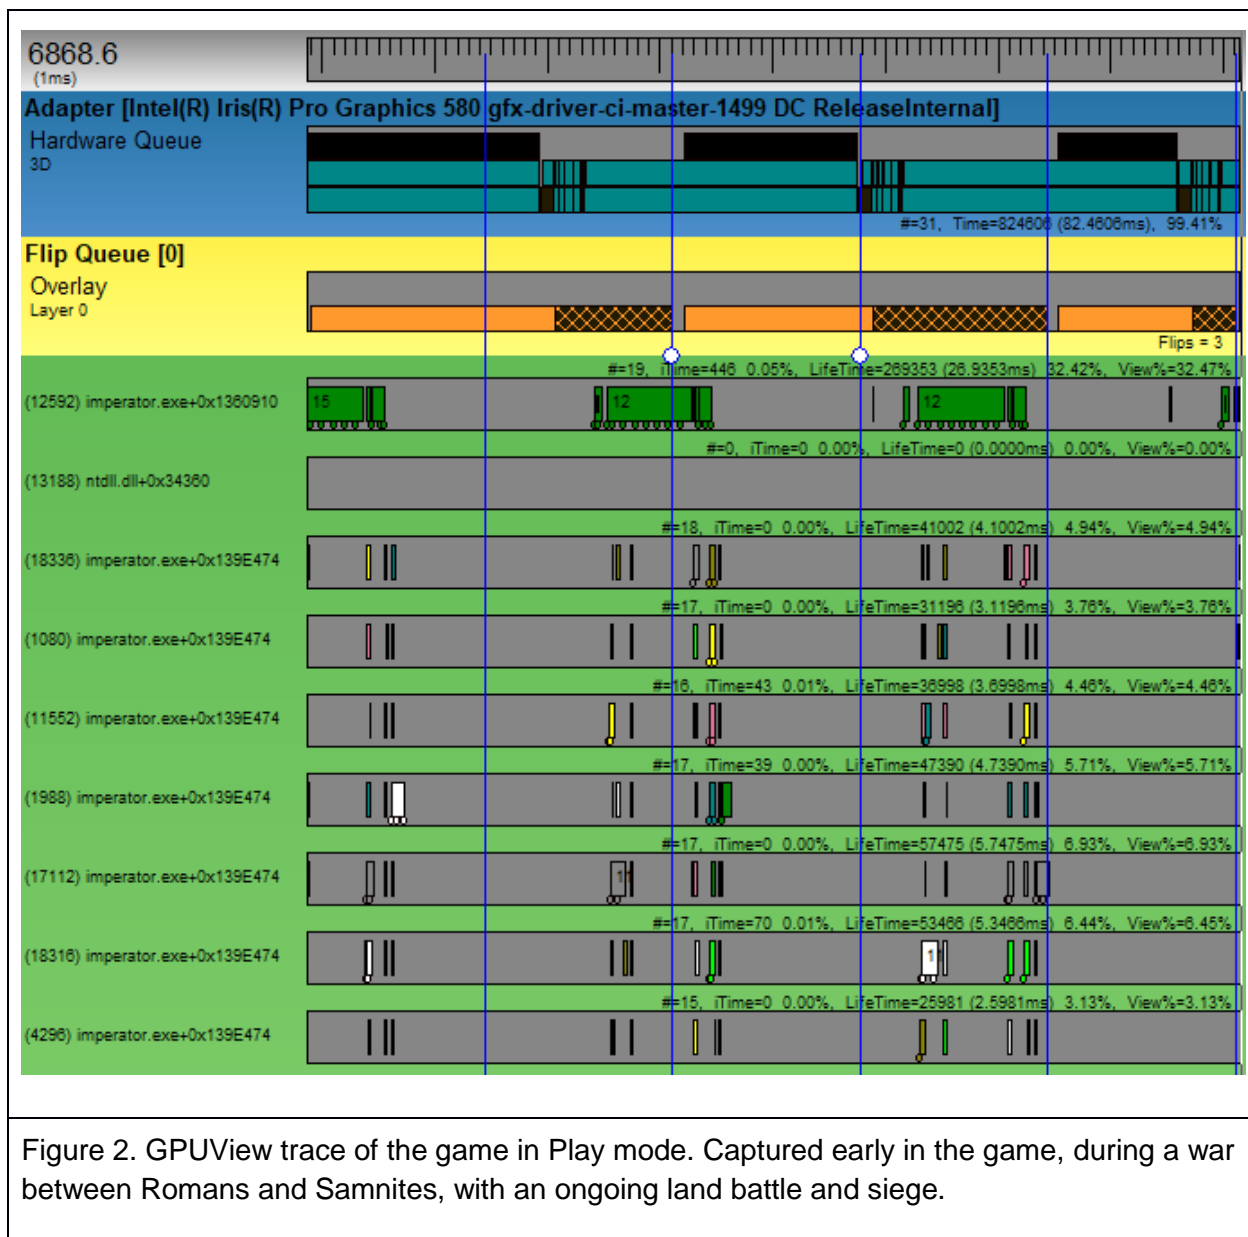 6868.6
(1ms)
Adapter [Intel(R) Iris(R) Pro Graphics 580 gfx-driver-ci-master-1499 DC ReleaseInternal]
Hardware Queue
3D
#=31, Time=824606 (82.4606ms), 99.41%
Flip Queue [0]
Overlay
Layer 0
Flips = 3
#=19, iTime=446 0.05%, LifeTime=269353 (26.9353ms) 32.42%, View%=32.47%
(12592) imperator.exe+0x1360910
15
12
12
#=0, iTime=0 0.00%, LifeTime=0 (0.0000ms) 0.00%, View%=0.00%
(13188) ntdll.dll+0x34360
#=18, iTime=0 0.00%, LifeTime=41002 (4.1002ms) 4.94%, View%=4.94%
(18336) imperator.exe+0x139E474
#=17, iTime=0 0.00%, LifeTime=31196 (3.1196ms) 3.76%, View%=3.76%
(1080) imperator.exe+0x139E474
#=16, iTime=43 0.01%, LifeTime=36998 (3.6998ms) 4.46%, View%=4.46%
(11552) imperator.exe+0x139E474
#=17, iTime=39 0.00%, LifeTime=47390 (4.7390ms) 5.71%, View%=5.71%
(1988) imperator.exe+0x139E474
#=17, iTime=0 0.00%, LifeTime=57475 (5.7475ms) 6.93%, View%=6.93%
(17112) imperator.exe+0x139E474
11
#=17, iTime=70 0.01%, LifeTime=53466 (5.3466ms) 6.44%, View%=6.45%
(18316) imperator.exe+0x139E474
11
#=15, iTime=0 0.00%, LifeTime=25981 (2.5981ms) 3.13%, View%=3.13%
(4296) imperator.exe+0x139E474
Figure 2. GPUView trace of the game in Play mode. Captured early in the game, during a war
between Romans and Samnites, with an ongoing land battle and siege.